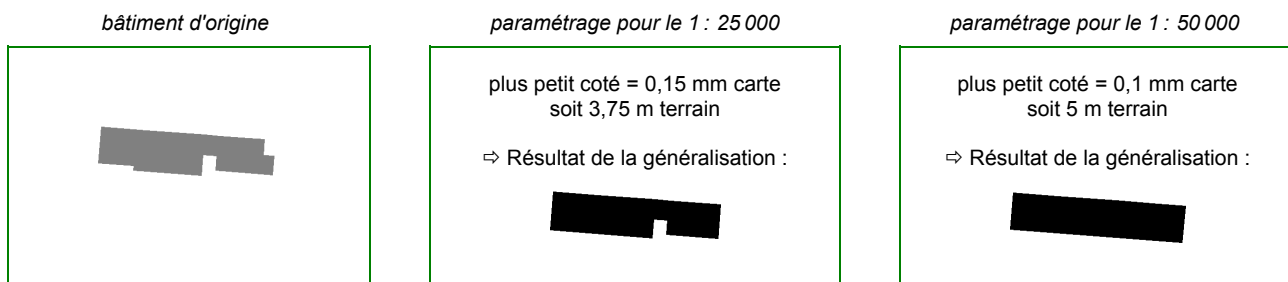 bâtiment d'origine
paramétrage pour le 1 : 25 000
paramétrage pour le 1 : 50 000
plus petit coté = 0,15 mm carte
soit 3,75 m terrain
⇨ Résultat de la généralisation :
plus petit coté = 0,1 mm carte
soit 5 m terrain
⇨ Résultat de la généralisation :